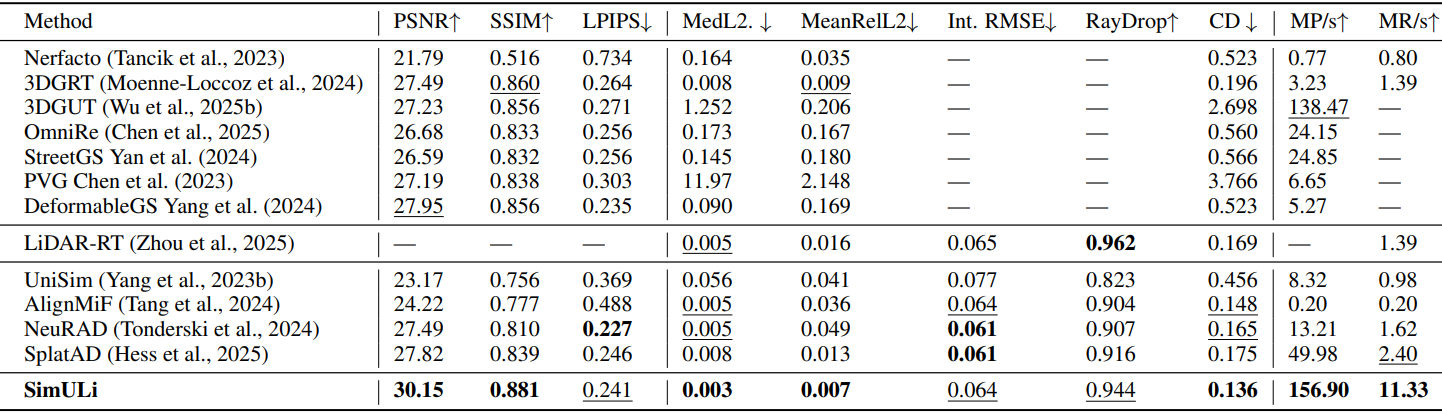 Method PSNR↑ SSIM↑ LPIPS↓ MedL2. ↓ MeanRelL2↓ Int. RMSE↓ RayDrop↑ CD ↓ MP/s↑ MR/s↑
Nerfacto (Tancik et al., 2023) 21.79 0.516 0.734 0.164 0.035 — — 0.523 0.77 0.80
3DGRT (Moenne-Loccoz et al., 2024) 27.49 0.860 0.264 0.008 0.009 — — 0.196 3.23 1.39
3DGUT (Wu et al., 2025b) 27.23 0.856 0.271 1.252 0.206 — — 2.698 138.47 —
OmniRe (Chen et al., 2025) 26.68 0.833 0.256 0.173 0.167 — — 0.560 24.15 —
StreetGS Yan et al. (2024) 26.59 0.832 0.256 0.145 0.180 — — 0.566 24.85 —
PVG Chen et al. (2023) 27.19 0.838 0.303 11.97 2.148 — — 3.766 6.65 —
DeformableGS Yang et al. (2024) 27.95 0.856 0.235 0.090 0.169 — — 0.523 5.27 —
LiDAR-RT (Zhou et al., 2025) — — — 0.005 0.016 0.065 0.962 0.169 — 1.39
UniSim (Yang et al., 2023b) 23.17 0.756 0.369 0.056 0.041 0.077 0.823 0.456 8.32 0.98
AlignMiF (Tang et al., 2024) 24.22 0.777 0.488 0.005 0.036 0.064 0.904 0.148 0.20 0.20
NeuRAD (Tonderski et al., 2024) 27.49 0.810 0.227 0.005 0.049 0.061 0.907 0.165 13.21 1.62
SplatAD (Hess et al., 2025) 27.82 0.839 0.246 0.008 0.013 0.061 0.916 0.175 49.98 2.40
SimULi 30.15 0.881 0.241 0.003 0.007 0.064 0.944 0.136 156.90 11.33